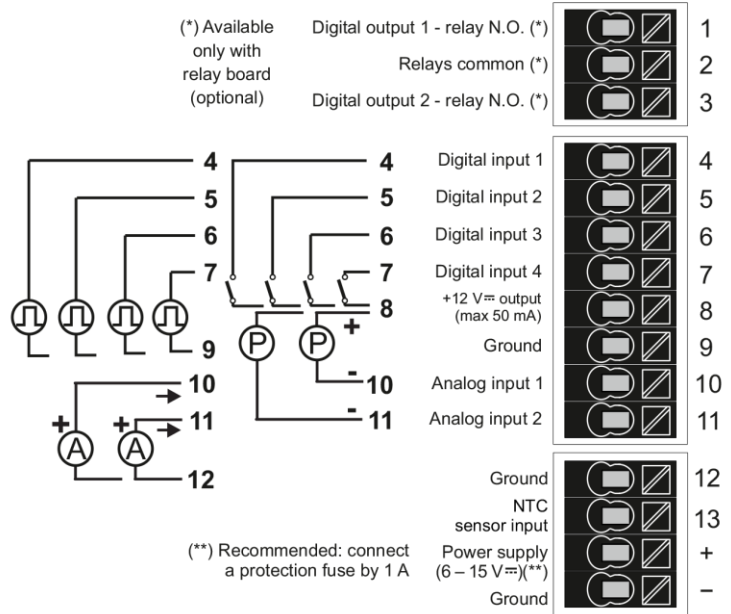 (*) Available
only with
relay board
(optional)
Digital output 1 - relay N.O. (*) 1
Relays common (*) 2
Digital output 2 - relay N.O. (*) 3
4 4 Digital input 1 4
5 5 Digital input 2 5
6 6 Digital input 3 6
7 7 Digital input 4 7
8 +12 V⎓ output
(max 50 mA) 8
P P +
9 Ground 9
10 - 10 Analog input 1 10
+ + 11 - 11 Analog input 2 11
A A
12 Ground 12
NTC
sensor input 13
(**) Recommended: connect
a protection fuse by 1 A
Power supply
(6 – 15 V⎓)(**) +
Ground −